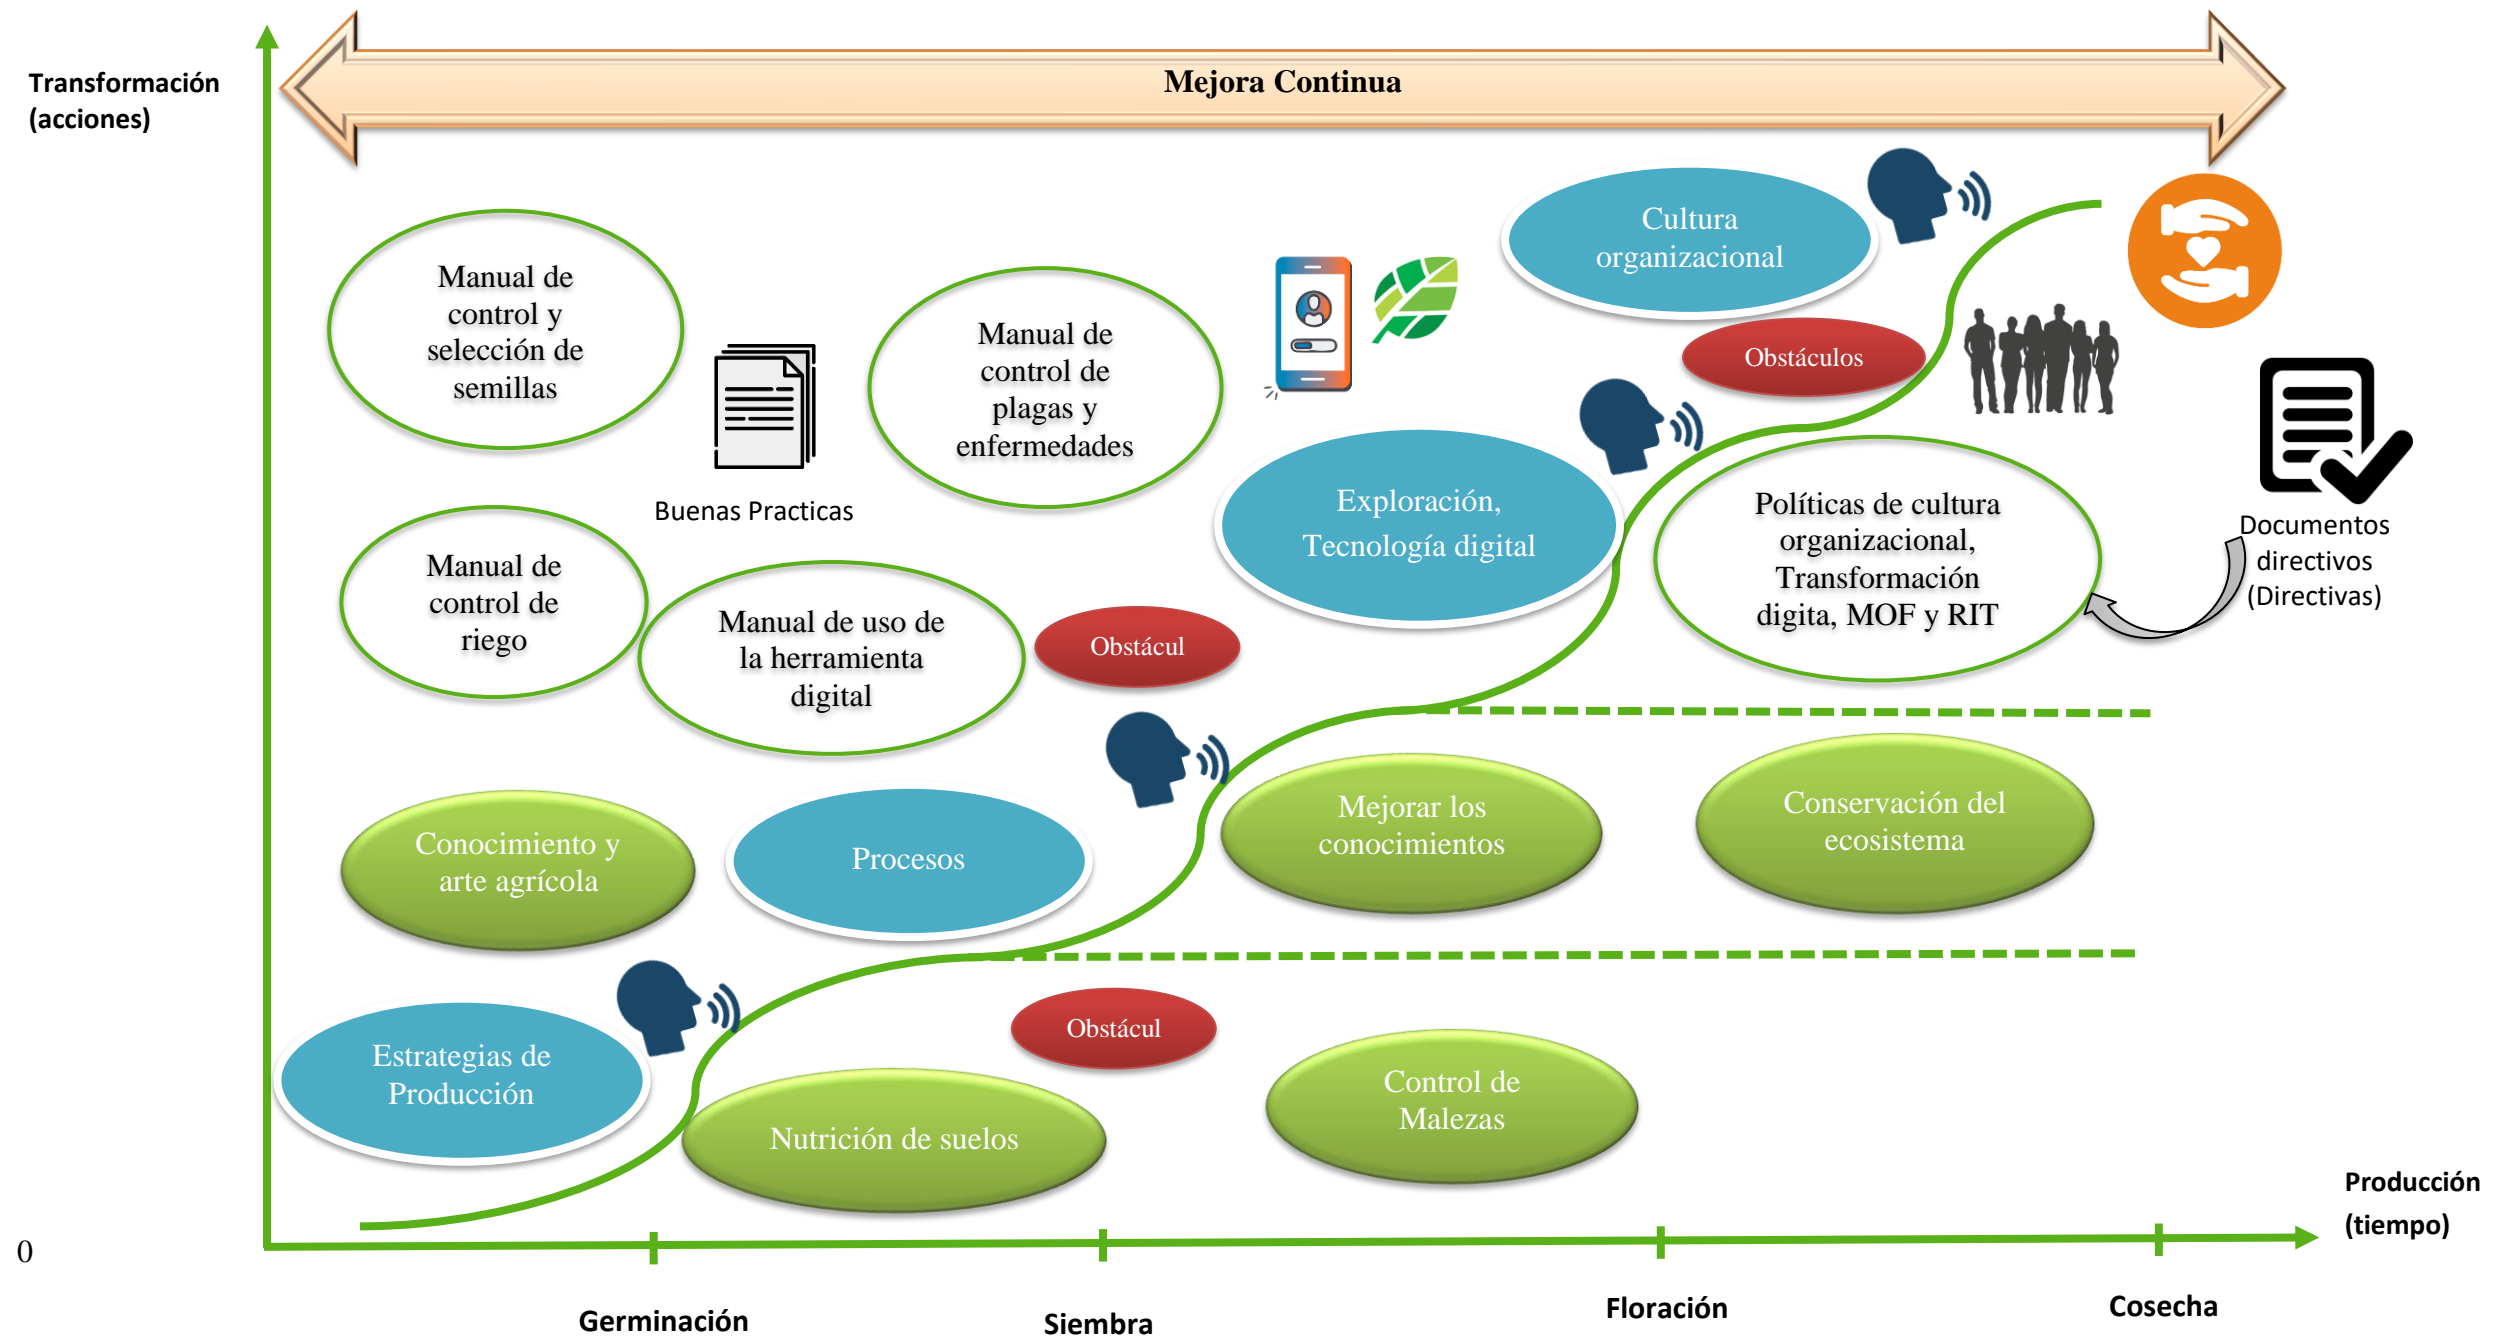 Mejora Continua
Transformación
(acciones)
Cultura
organizacional
Manual de
control y
selección de
semillas
Manual de
control de
plagas y
enfermedades
Obstáculos
Buenas Practicas
Exploración,
Tecnología digital
Políticas de cultura
organizacional,
Transformación
digita, MOF y RIT
Documentos
directivos
(Directivas)
Manual de
control de
riego
Manual de uso de
la herramienta
digital
Obstácul
Conocimiento y
arte agrícola
Procesos
Mejorar los
conocimientos
Conservación del
ecosistema
Estrategias de
Producción
Obstácul
Nutrición de suelos
Control de
Malezas
Producción
(tiempo)
0
Germinación
Siembra
Floración
Cosecha